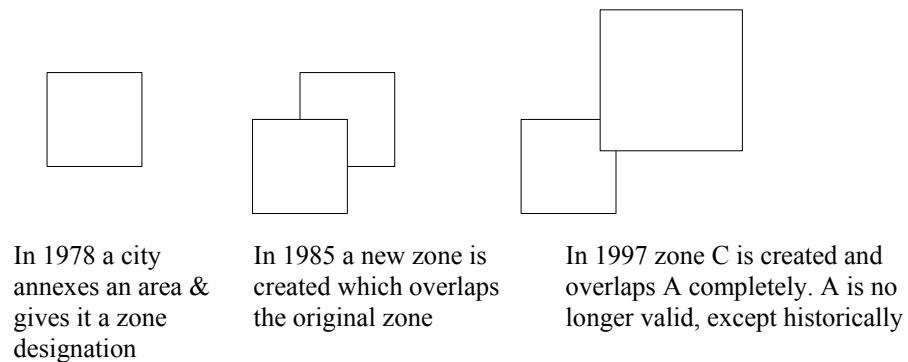 In 1978 a city
annexes an area &
gives it a zone
designation
In 1985 a new zone is
created which overlaps
the original zone
In 1997 zone C is created and
overlaps A completely. A is no
longer valid, except historically